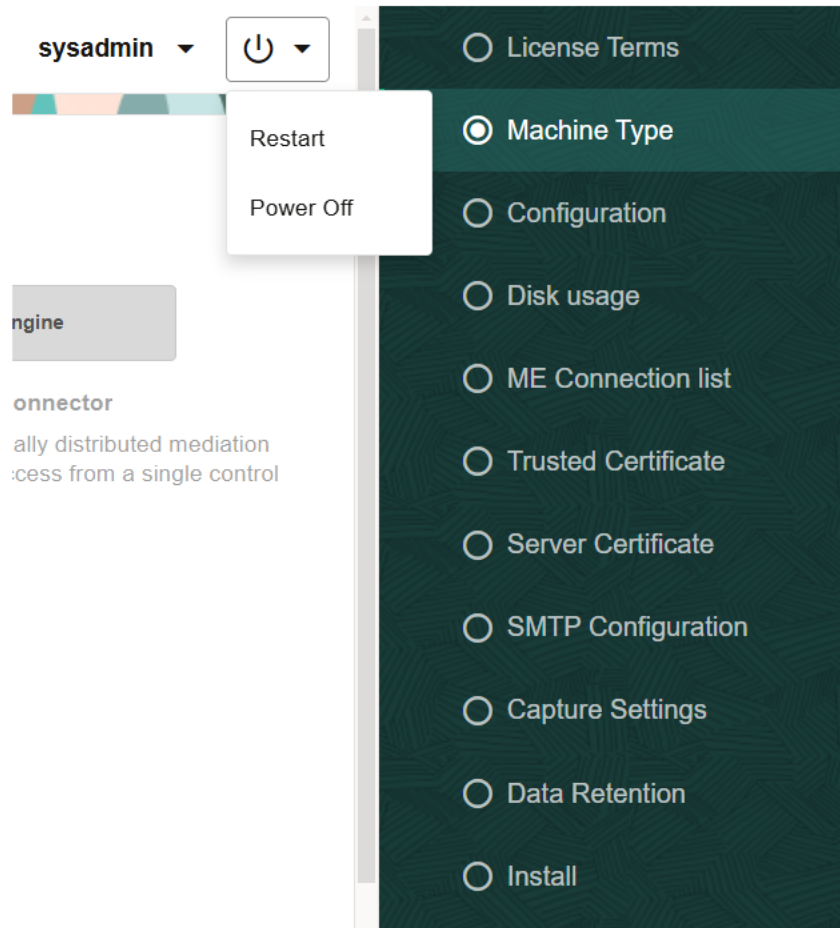 sysadmin
Restart
Power Off
ngine
onnector
ally distributed mediation
cess from a single control
License Terms
Machine Type
Configuration
Disk usage
ME Connection list
Trusted Certificate
Server Certificate
SMTP Configuration
Capture Settings
Data Retention
Install